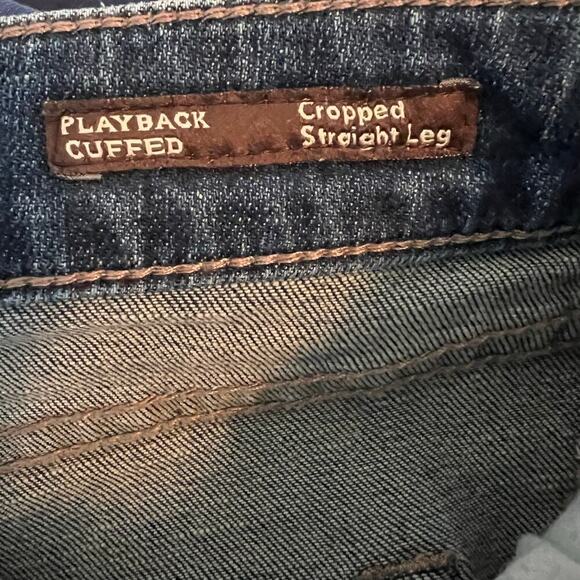 PLAYBACK
CUFFED
Cropped
Straight Leg